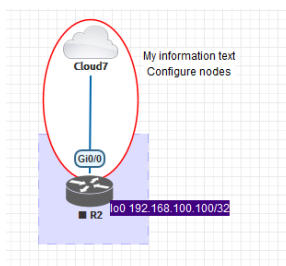 Cloud7
My information text
Configure nodes
Gi0/0
lo0 192.168.100.100/32
R2